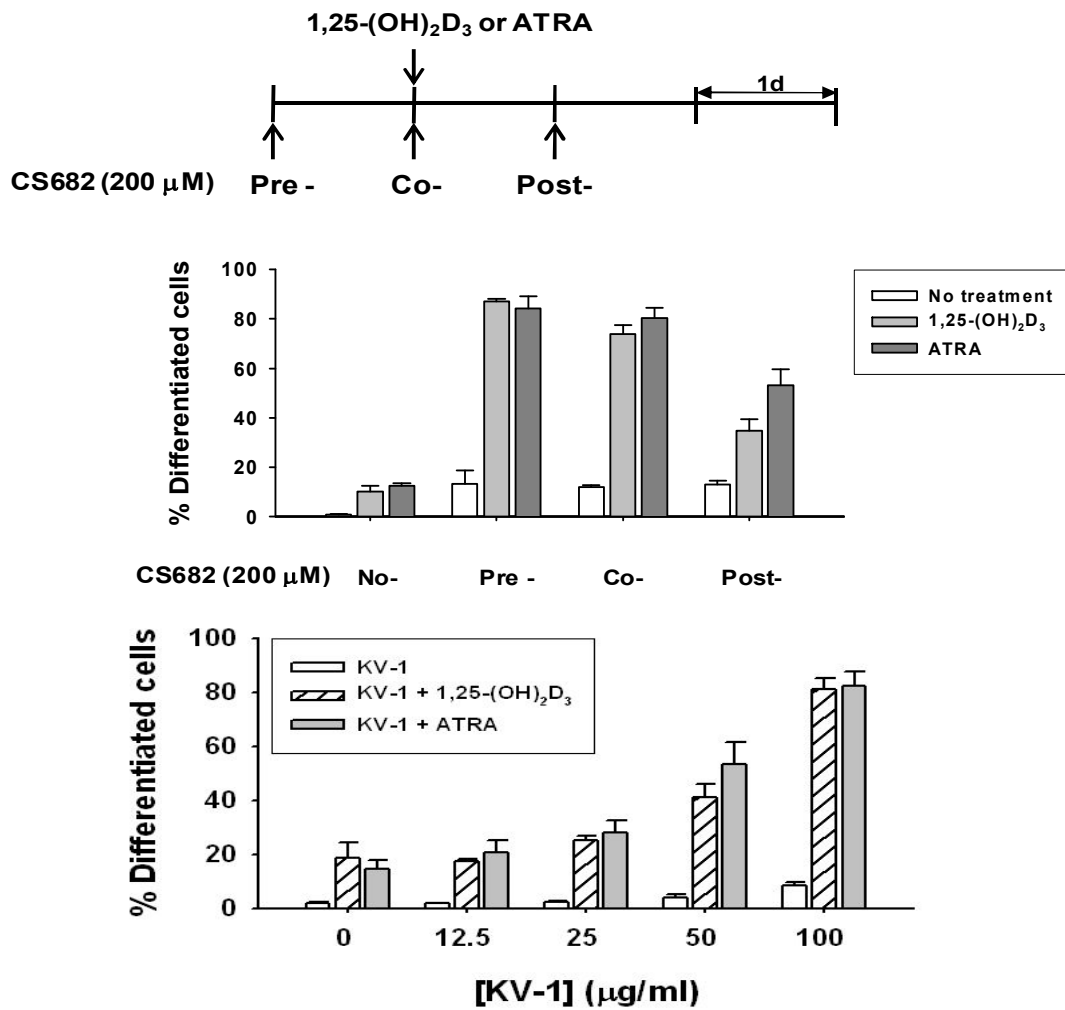 1,25-(OH)₂D₃ or ATRA
1d
CS682 (200 μM) Pre - Co- Post-
% Differentiated cells
100
80
60
40
20
0
No treatment
1,25-(OH)₂D₃
ATRA
CS682 (200 μM) No- Pre - Co- Post-
% Differentiated cells
100
80
60
40
20
0
KV-1
KV-1 + 1,25-(OH)₂D₃
KV-1 + ATRA
0 12.5 25 50 100
[KV-1] (μg/ml)